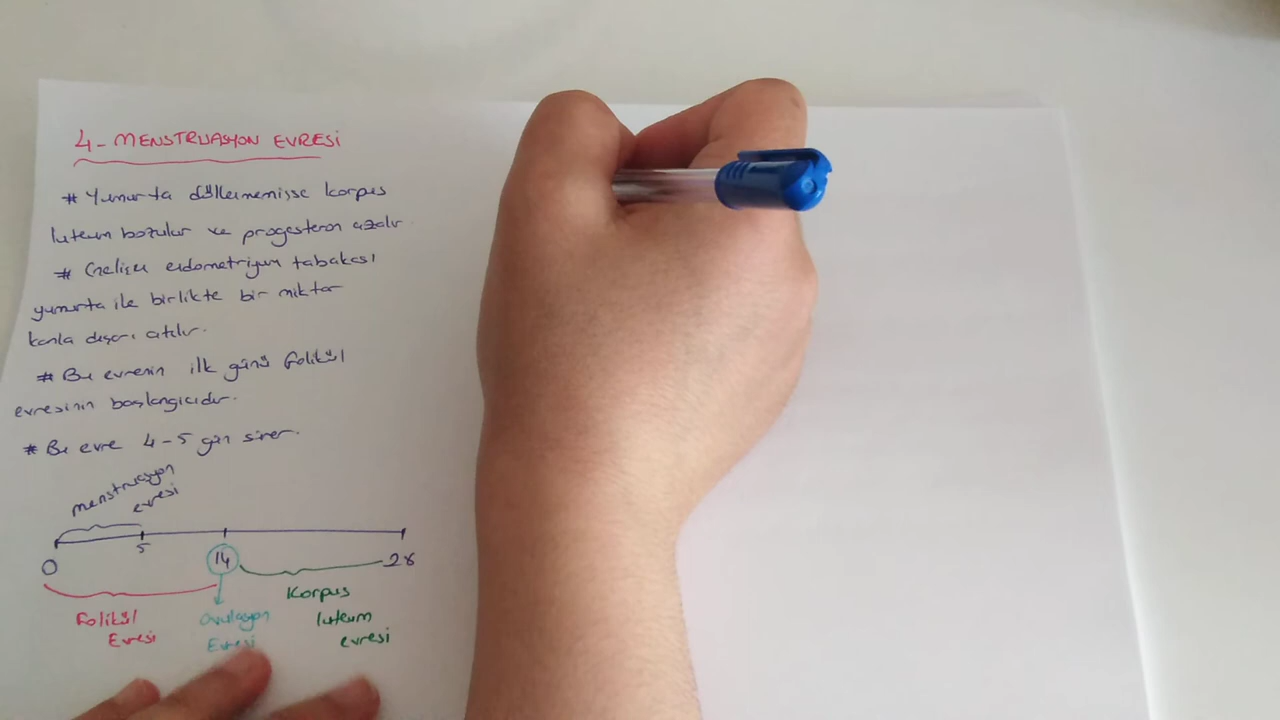 4- MENSTRUASYON EVRESİ
# Yumurta döllenmemişse korpus
luteum bozulur ve progesteron azalır.
# Gelişen endometriyum tabakası
yumurta ile birlikte bir miktar
kanla dışarı atılır.
# Bu evrenin ilk günü folikül
evresinin başlangıcıdır.
# Bu evre 4-5 gün sürer.
menstruasyon
evresi
0 5 14 28
Folikül
Evresi
Ovulasyon
Evresi
Korpus
luteum
evresi